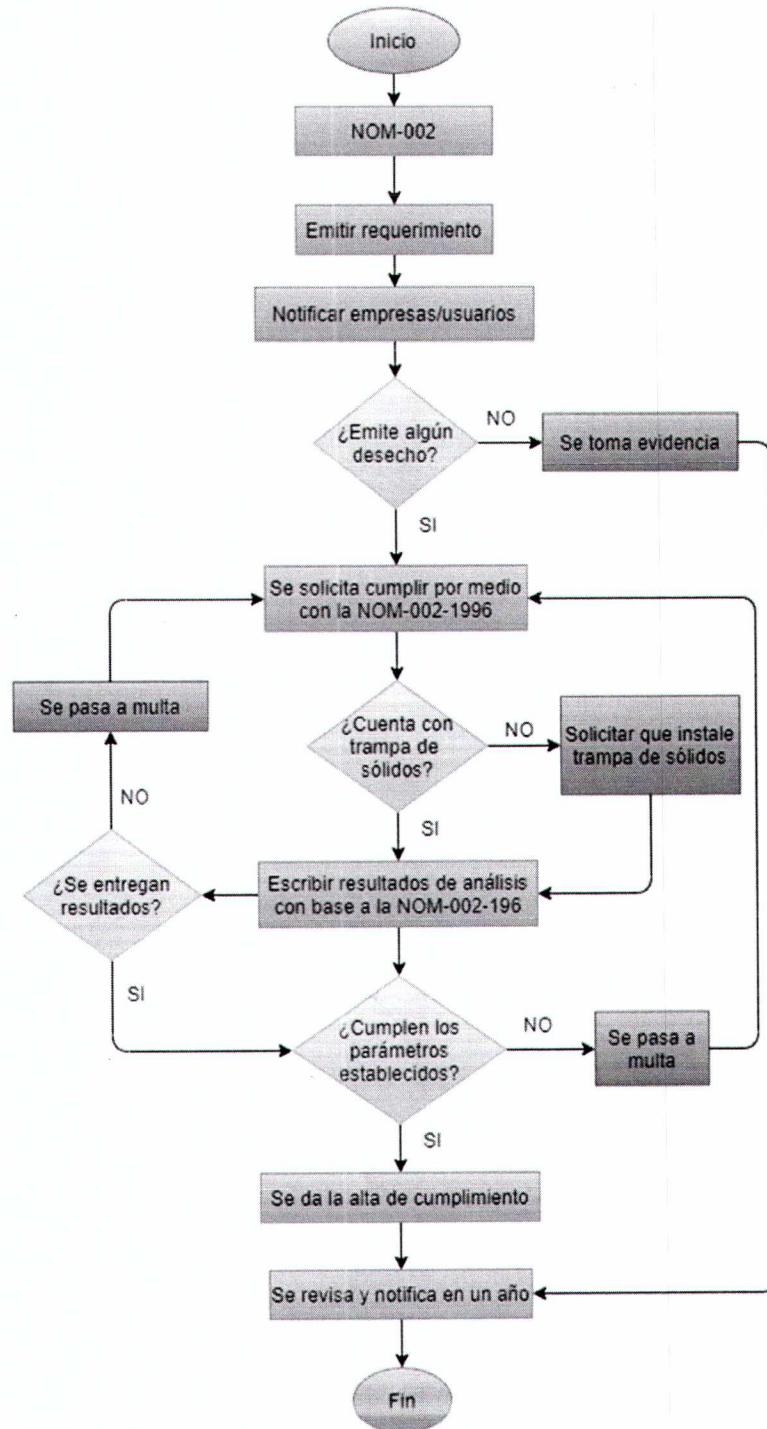 Inicio
NOM-002
Emitir requerimiento
Notificar empresas/usuarios
¿Emite algún
desecho?
NO
Se toma evidencia
SI
Se solicita cumplir por medio
con la NOM-002-1996
Se pasa a multa
¿Cuenta con
trampa de
sólidos?
NO
Solicitar que instale
trampa de sólidos
NO
SI
¿Se entregan
resultados?
Escribir resultados de análisis
con base a la NOM-002-196
SI
¿Cumplen los
parámetros
establecidos?
NO
Se pasa a
multa
SI
Se da la alta de cumplimiento
Se revisa y notifica en un año
Fin